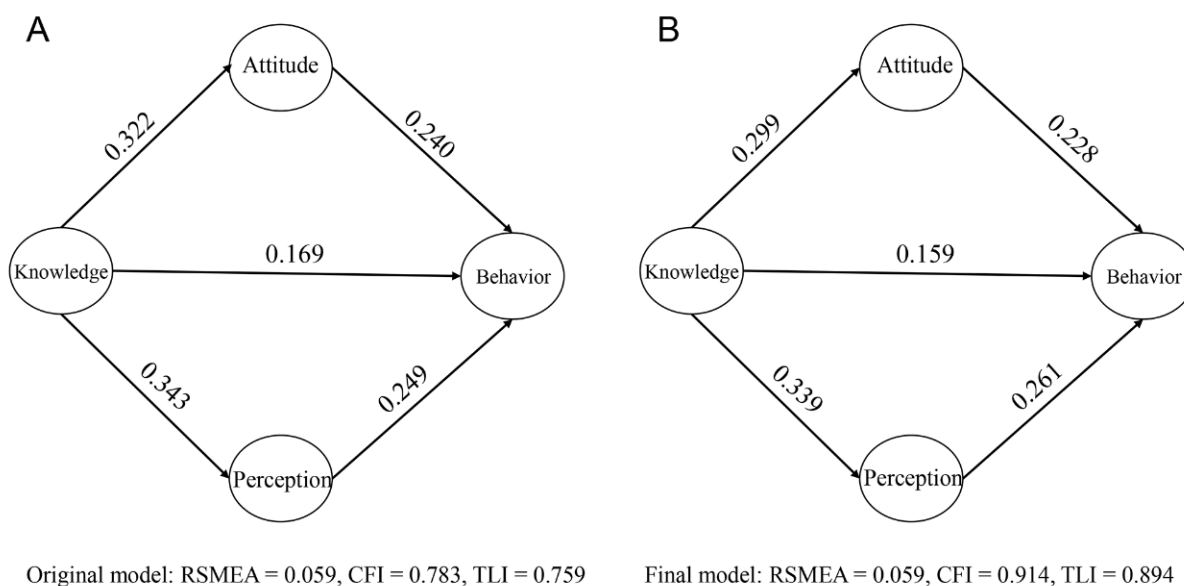 A
Attitude
0.322
0.240
Knowledge
0.169
Behavior
0.343
0.249
Perception
Original model: RSMEA = 0.059, CFI = 0.783, TLI = 0.759
B
Attitude
0.299
0.228
Knowledge
0.159
Behavior
0.339
0.261
Perception
Final model: RSMEA = 0.059, CFI = 0.914, TLI = 0.894